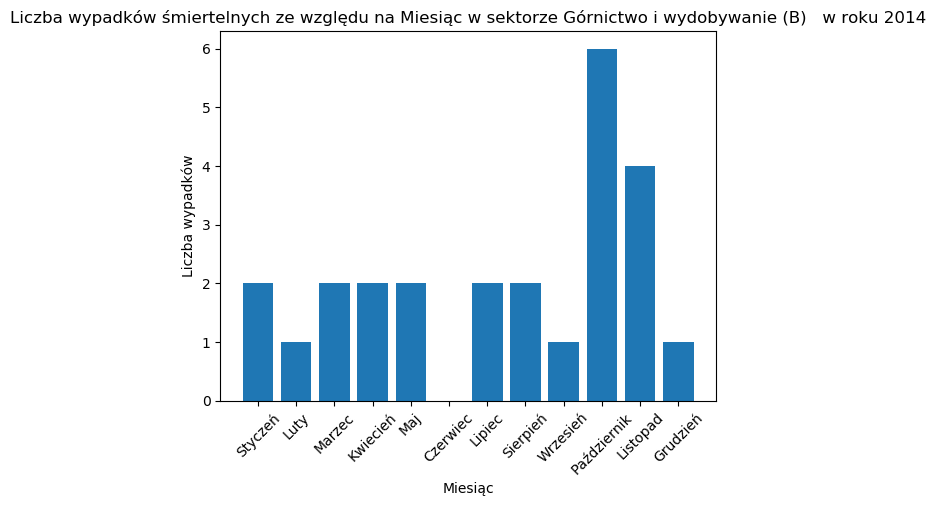 Liczba wypadków śmiertelnych ze względu na Miesiąc w sektorze Górnictwo i wydobywanie (B)   w roku 2014
6
5
4
3
2
1
0
Liczba wypadków
Styczeń
Luty
Marzec
Kwiecień
Maj
Czerwiec
Lipiec
Sierpień
Wrzesień
Październik
Listopad
Grudzień
Miesiąc